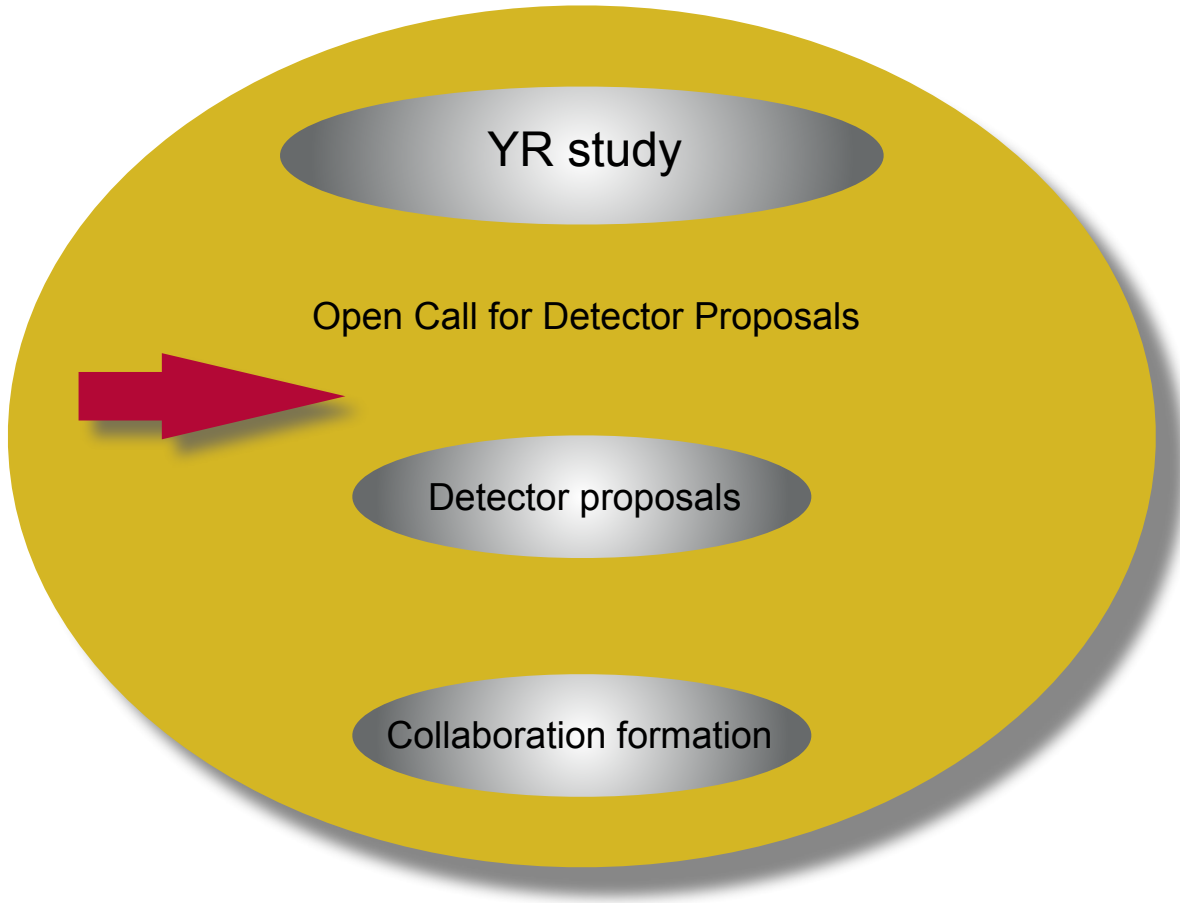 YR study
Open Call for Detector Proposals
Detector proposals
Collaboration formation